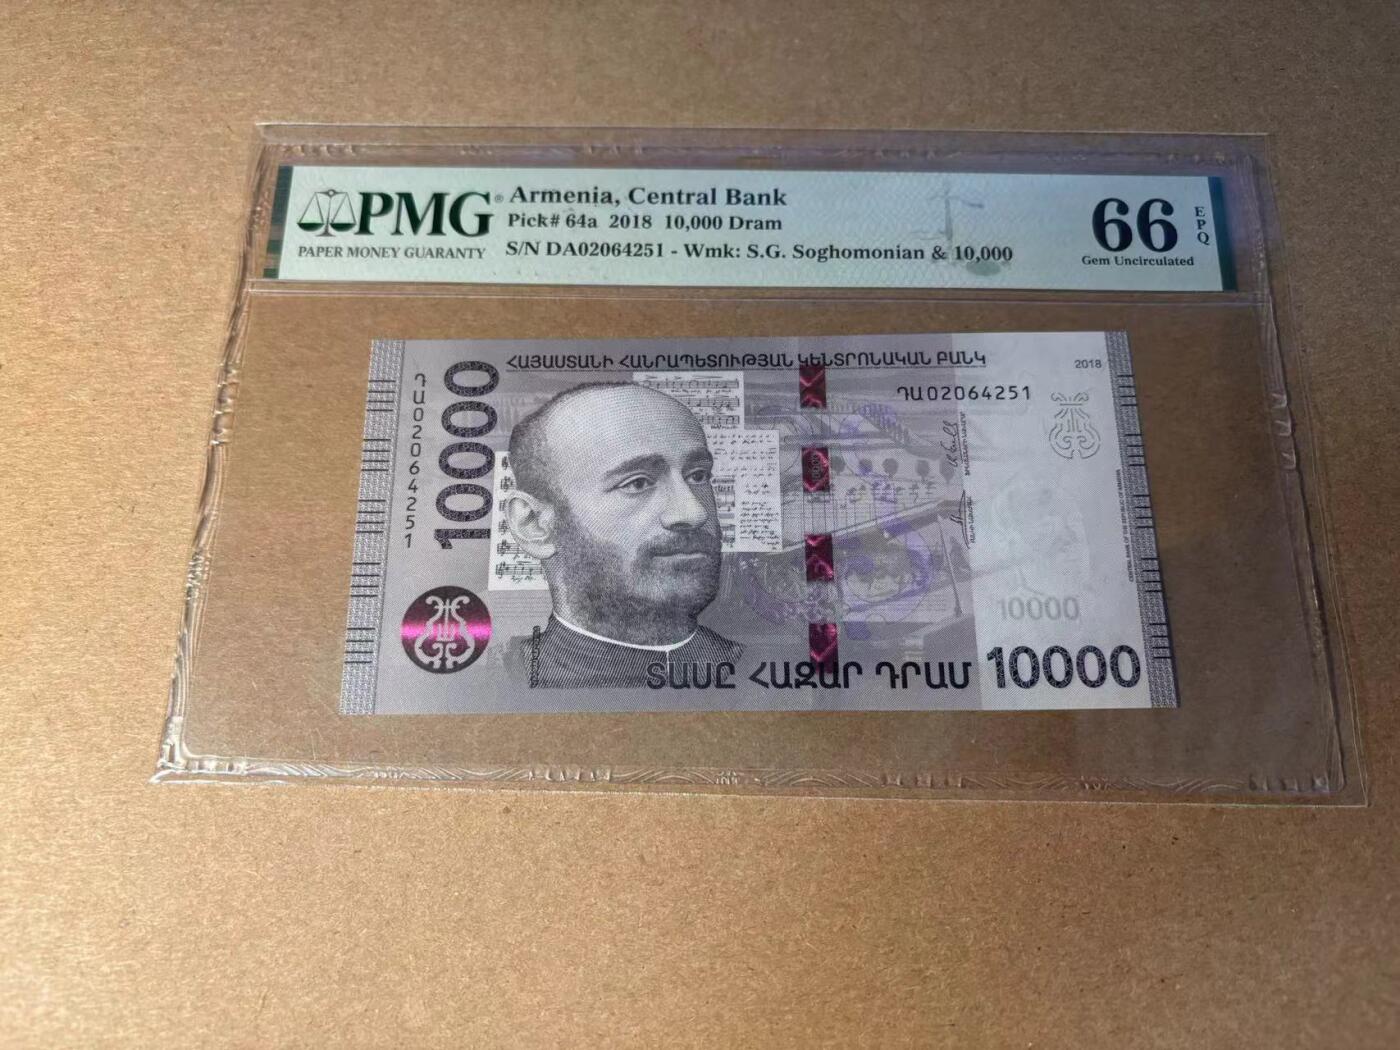 PMG®
PAPER MONEY GUARANTY
Armenia, Central Bank
Pick# 64a 2018 10,000 Dram
S/N DA02064251 - Wmk: S.G. Soghomonian & 10,000
66
EPQ
Gem Uncirculated
ՀԱՅԱՍՏԱՆԻ ՀԱՆՐԱՊԵՏՈՒԹՅԱՆ ԿԵՆՏՐՈՆԱԿԱՆ ԲԱՆԿ
2018
ԴԱ02064251
ԴԱ02064251
10000
10000
ՏԱՍԸ ՀԱԶԱՐ ԴՐԱՄ 10000